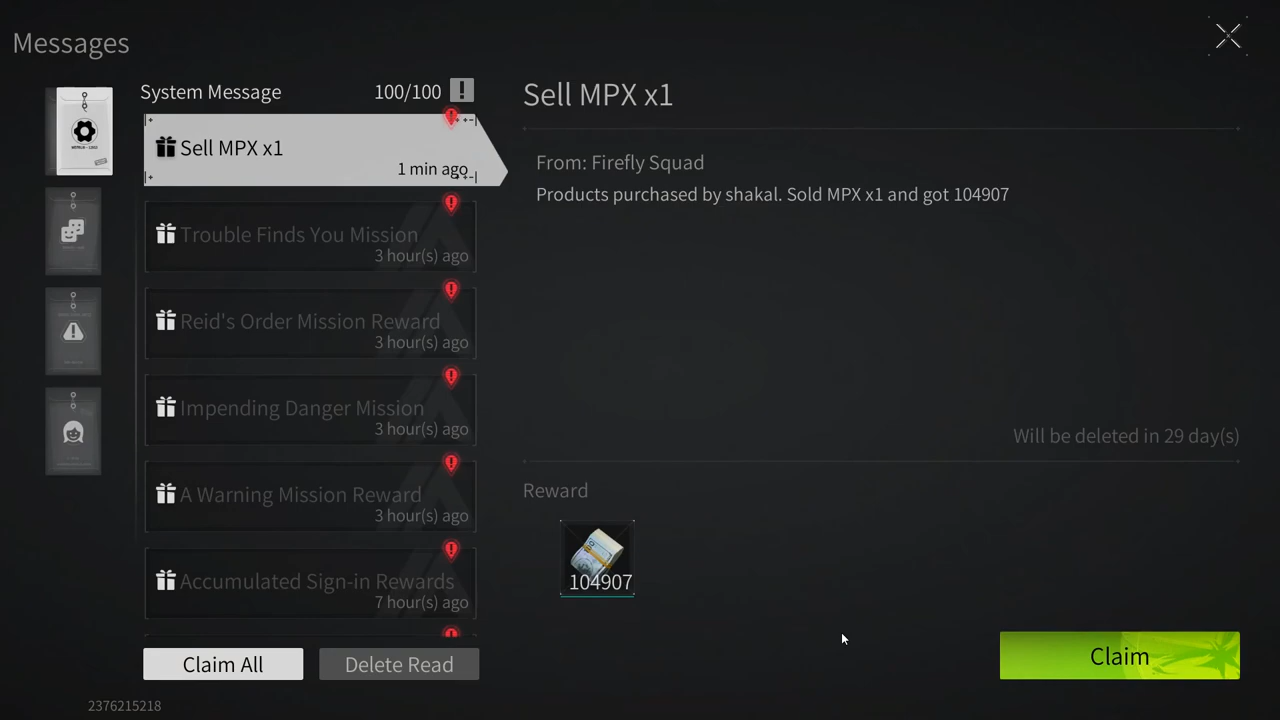 Messages
System Message 100/100
Sell MPX x1
1 min ago
Trouble Finds You Mission
3 hour(s) ago
Reid's Order Mission Reward
3 hour(s) ago
Impending Danger Mission
3 hour(s) ago
A Warning Mission Reward
3 hour(s) ago
Accumulated Sign-in Rewards
7 hour(s) ago
Claim All
Delete Read
2376215218
Sell MPX x1
From: Firefly Squad
Products purchased by shakal. Sold MPX x1 and got 104907
Will be deleted in 29 day(s)
Reward
104907
Claim